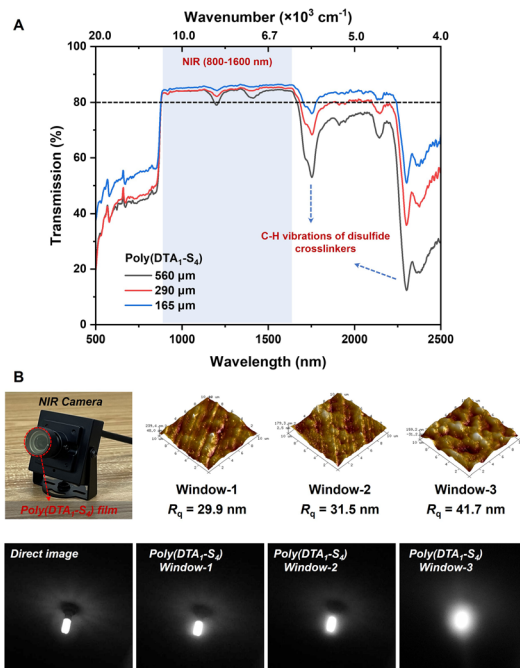 Wavenumber (×10³ cm⁻¹)
A
20.0 10.0 6.7 5.0 4.0
NIR (800-1600 nm)
Transmission (%)
100
80
60
40
20
0
C-H vibrations of disulfide
crosslinkers
Poly(DTA₁-S₄)
560 μm
290 μm
165 μm
500 1000 1500 2000 2500
Wavelength (nm)
B
NIR Camera
Poly(DTA₁-S₄) film
Window-1
R_q = 29.9 nm
Window-2
R_q = 31.5 nm
Window-3
R_q = 41.7 nm
Direct image
Poly(DTA₁-S₄)
Window-1
Poly(DTA₁-S₄)
Window-2
Poly(DTA₁-S₄)
Window-3